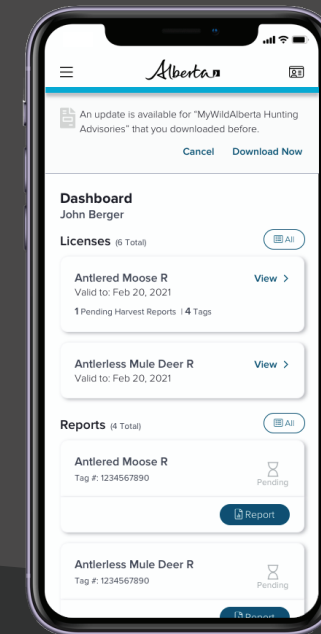 Alberta
An update is available for "MyWildAlberta Hunting
Advisories" that you downloaded before.
Cancel Download Now
Dashboard
John Berger
Licenses (6 Total) All
Antlered Moose R View >
Valid to: Feb 20, 2021
1 Pending Harvest Reports | 4 Tags
Antlerless Mule Deer R View >
Valid to: Feb 20, 2021
Reports (4 Total) All
Antlered Moose R
Tag #: 1234567890
Pending
Report
Antlerless Mule Deer R
Tag #: 1234567890
Pending
Report